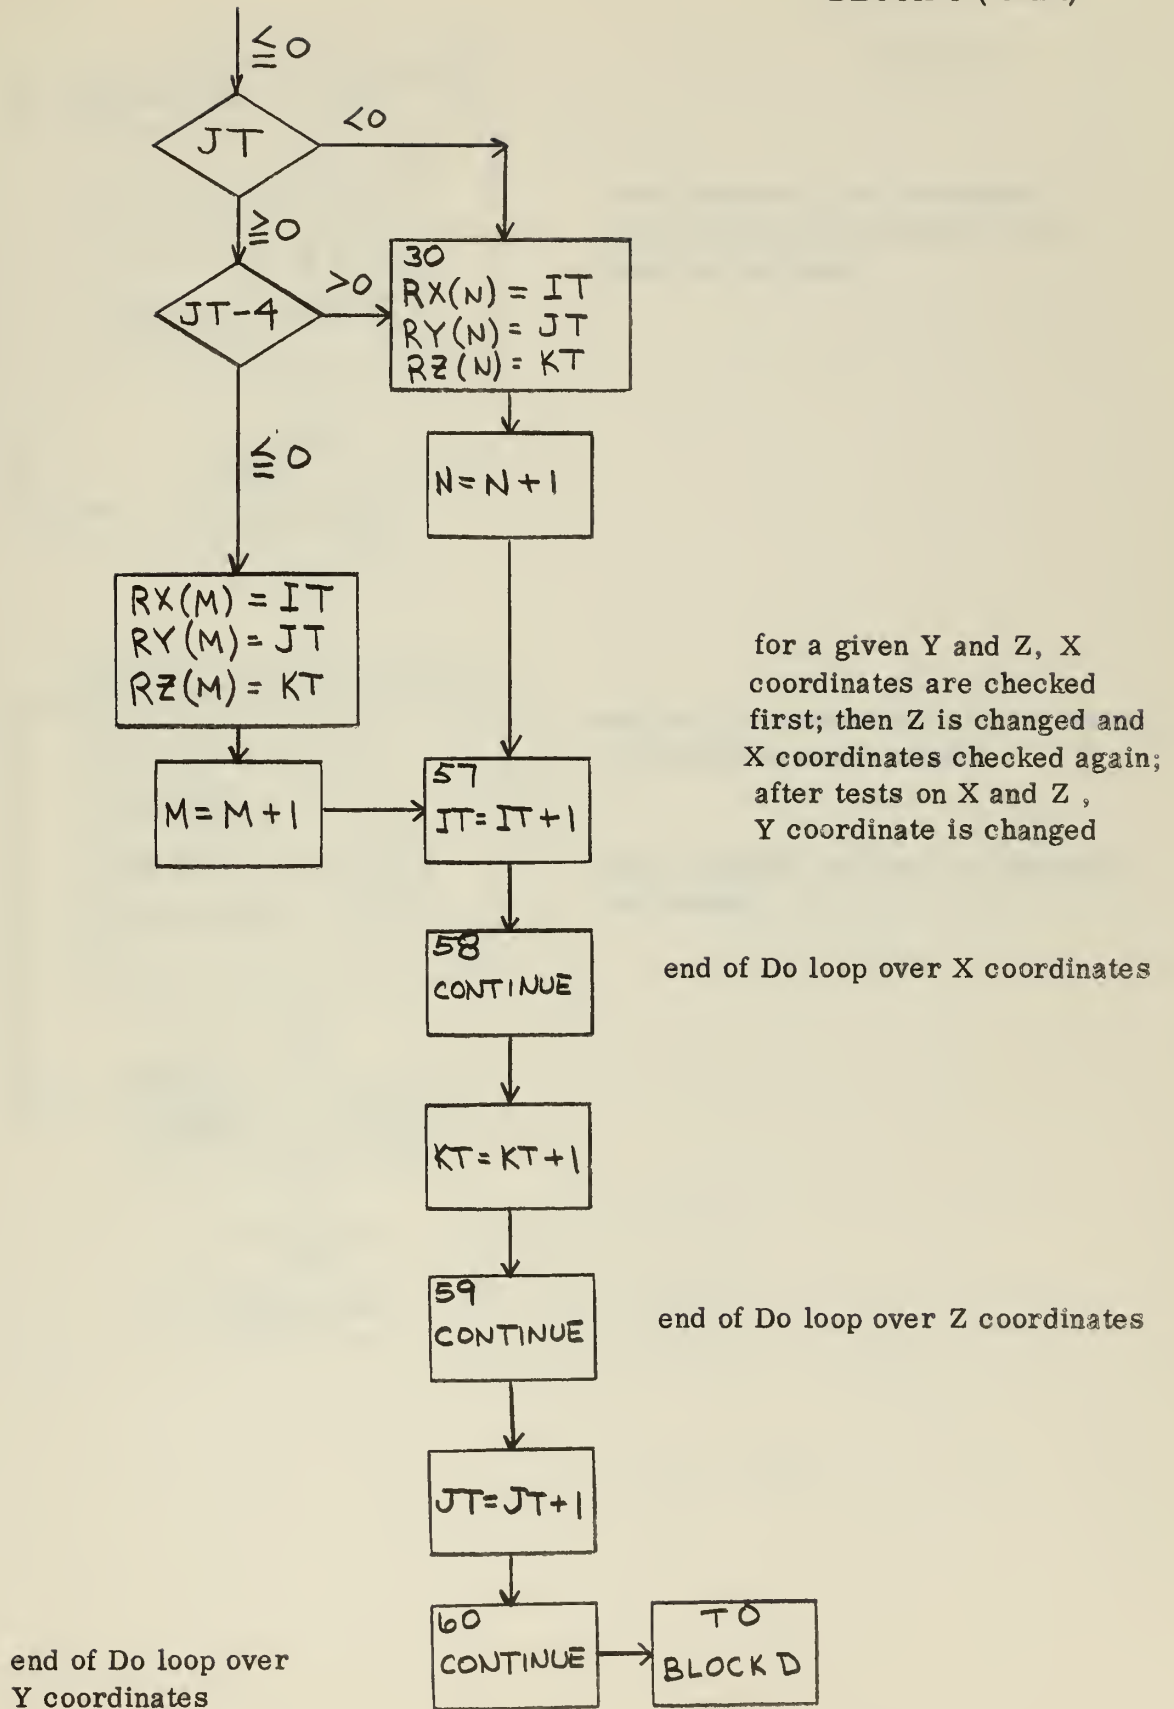 ≦0
JT
<0
≧0
JT-4
>0
30
RX(N) = IT
RY(N) = JT
RZ(N) = KT
≦0
N=N+1
RX(M) = IT
RY(M) = JT
RZ(M) = KT
for a given Y and Z, X
coordinates are checked
first; then Z is changed and
X coordinates checked again;
after tests on X and Z ,
Y coordinate is changed
M=M+1
57
IT=IT+1
58
CONTINUE
end of Do loop over X coordinates
KT=KT+1
59
CONTINUE
end of Do loop over Z coordinates
JT=JT+1
60
CONTINUE
TO
BLOCK D
end of Do loop over
Y coordinates